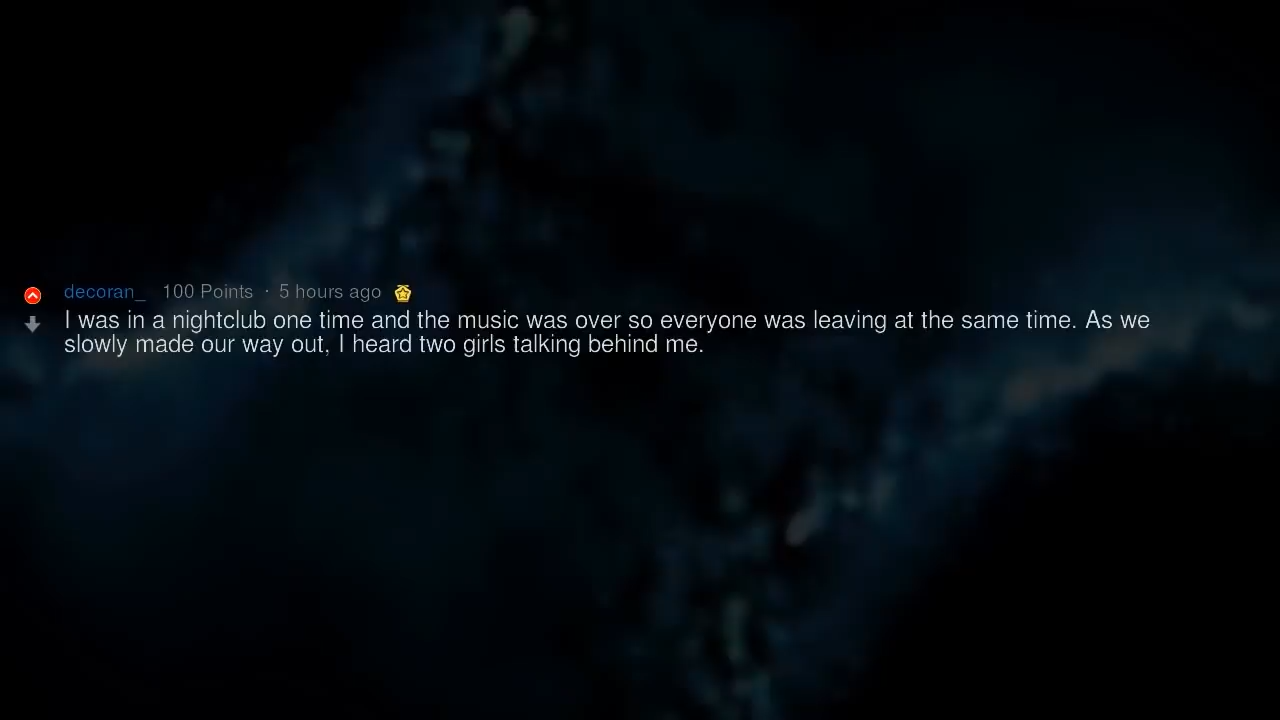 decoran_ 100 Points · 5 hours ago
I was in a nightclub one time and the music was over so everyone was leaving at the same time. As we
slowly made our way out, I heard two girls talking behind me.